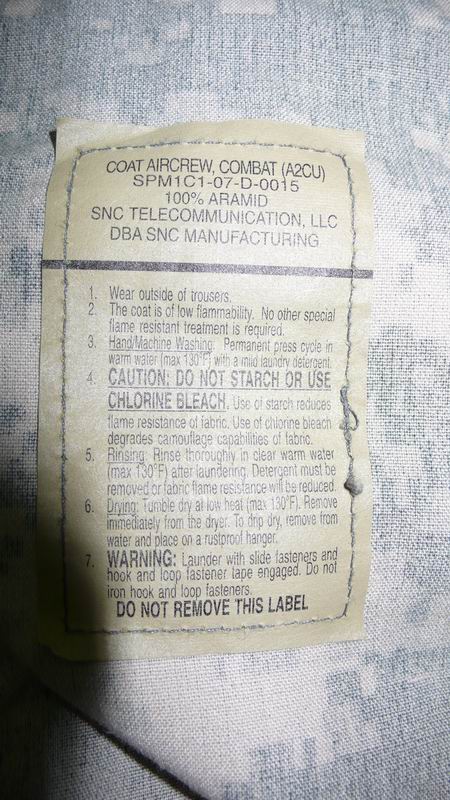 COAT AIRCREW, COMBAT (A2CU)
SPM1C1-07-D-0015
100% ARAMID
SNC TELECOMMUNICATION, LLC
DBA SNC MANUFACTURING
1. Wear outside of trousers.
2. The coat is of low flammability. No other special
flame resistant treatment is required.
3. Hand/Machine Washing: Permanent press cycle in
warm water (max 130°F) with a mild laundry detergent.
4. CAUTION: DO NOT STARCH OR USE
CHLORINE BLEACH. Use of starch reduces
flame resistance of fabric. Use of chlorine bleach
degrades camouflage capabilities of fabric.
5. Rinsing: Rinse thoroughly in clear warm water
(max 130°F) after laundering. Detergent must be
removed or fabric flame resistance will be reduced.
6. Drying: Tumble dry at low heat (max 130°F). Remove
immediately from the dryer. To drip dry, remove from
water and place on a rustproof hanger.
7. WARNING: Launder with slide fasteners and
hook and loop fastener tape engaged. Do not
iron hook and loop fasteners.
DO NOT REMOVE THIS LABEL